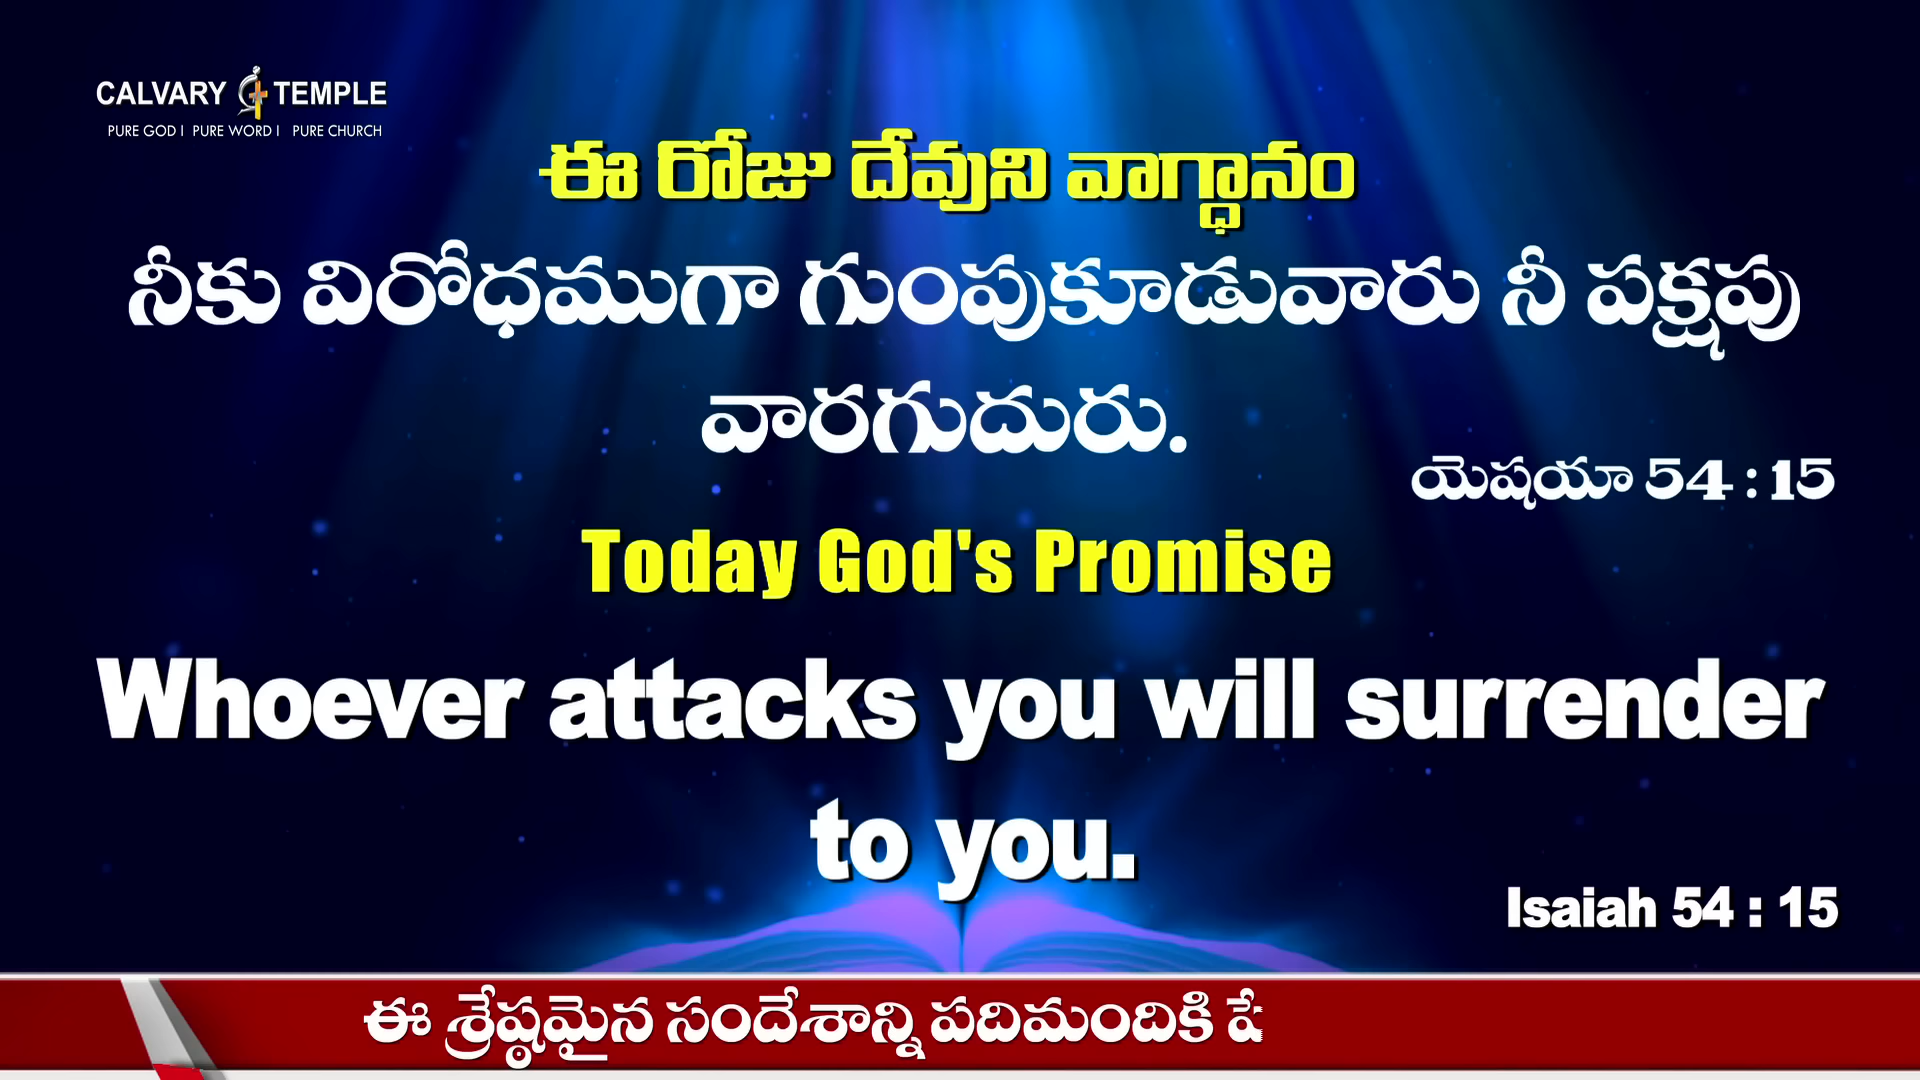 CALVARY TEMPLE
PURE GOD I PURE WORD I PURE CHURCH
ఈ రోజు దేవుని వాగ్ధానం
నీకు విరోధముగా గుంపుకూడువారు నీ పక్షపు
వారగుదురు.
యెషయా 54 : 15
Today God's Promise
Whoever attacks you will surrender
to you.
Isaiah 54 : 15
ఈ శ్రేష్ఠమైన సందేశాన్ని పదిమందికి